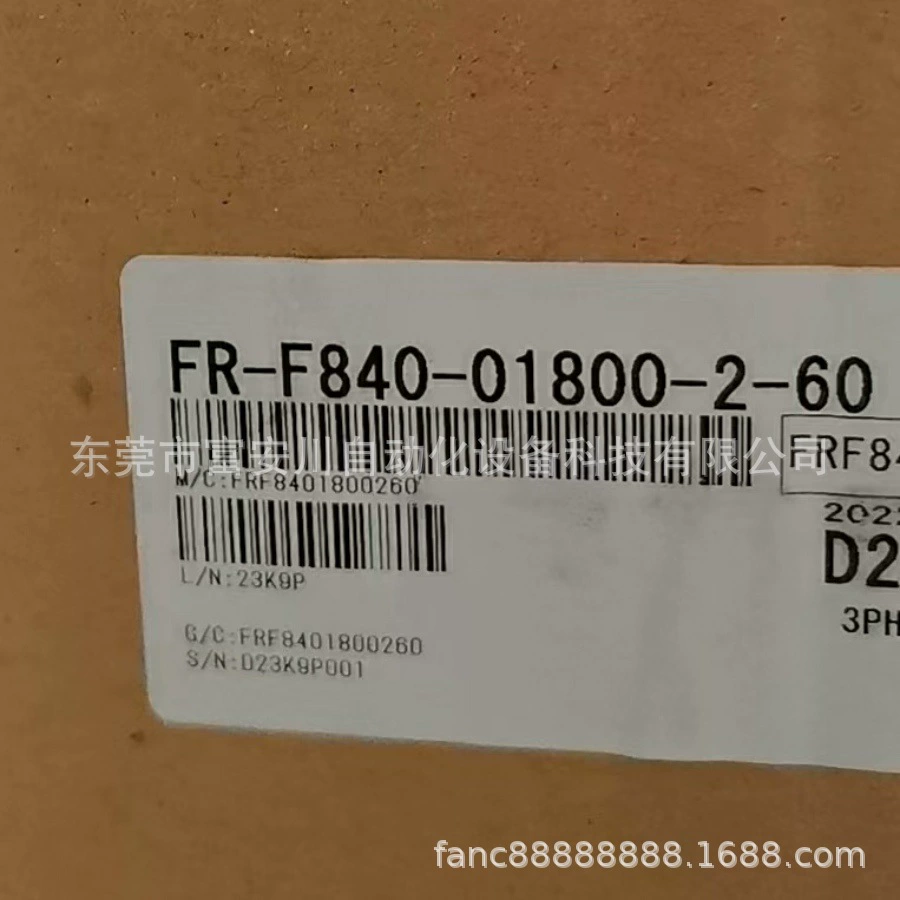 FR-F840-01800-2-60
东莞市富安川自动化设备科技有限公司
FRF84
M/C:FRF8401800260
2022
D2
L/N:23K9P
3PH
G/C:FRF8401800260
S/N:D23K9P001
fanc88888888.1688.com